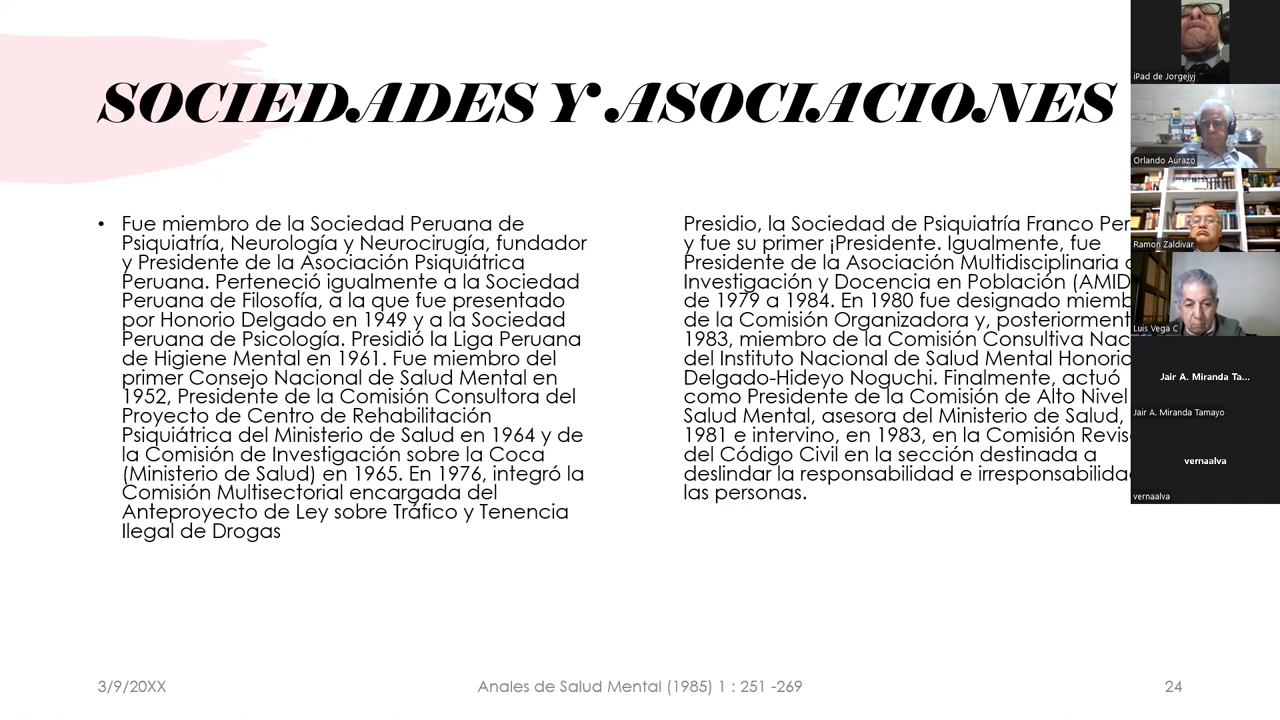 SOCIEDADES Y ASOCIACIONES
• Fue miembro de la Sociedad Peruana de
Psiquiatría, Neurología y Neurocirugía, fundador
y Presidente de la Asociación Psiquiátrica
Peruana. Perteneció igualmente a la Sociedad
Peruana de Filosofía, a la que fue presentado
por Honorio Delgado en 1949 y a la Sociedad
Peruana de Psicología. Presidió la Liga Peruana
de Higiene Mental en 1961. Fue miembro del
primer Consejo Nacional de Salud Mental en
1952, Presidente de la Comisión Consultora del
Proyecto de Centro de Rehabilitación
Psiquiátrica del Ministerio de Salud en 1964 y de
la Comisión de Investigación sobre la Coca
(Ministerio de Salud) en 1965. En 1976, integró la
Comisión Multisectorial encargada del
Anteproyecto de Ley sobre Tráfico y Tenencia
Ilegal de Drogas
Presidio, la Sociedad de Psiquiatría Franco Per
y fue su primer ¡Presidente. Igualmente, fue
Presidente de la Asociación Multidisciplinaria
Investigación y Docencia en Población (AMID
de 1979 a 1984. En 1980 fue designado miemb
de la Comisión Organizadora y, posteriorment
1983, miembro de la Comisión Consultiva Nac
del Instituto Nacional de Salud Mental Honorio
Delgado-Hideyo Noguchi. Finalmente, actuó
como Presidente de la Comisión de Alto Nivel
Salud Mental, asesora del Ministerio de Salud,
1981 e intervino, en 1983, en la Comisión Revis
del Código Civil en la sección destinada a
deslindar la responsabilidad e irresponsabilida
las personas.
3/9/20XX
Anales de Salud Mental (1985) 1 : 251 -269
24
iPad de Jorgejyj
Orlando Aurazo
Ramon Zaldivar
Luis Vega C
Jair A. Miranda Ta...
Jair A. Miranda Tamayo
vernaalva
vernaalva